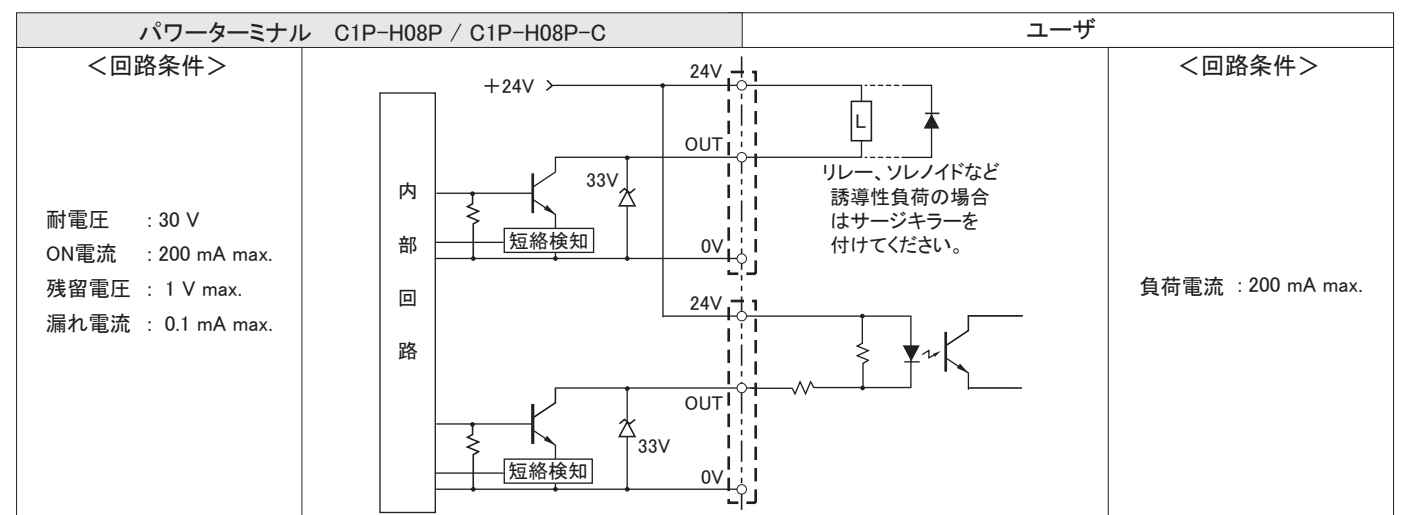 パワーターミナル C1P-H08P / C1P-H08P-C
ユーザ
＜回路条件＞
耐電圧 : 30 V
ON電流 : 200 mA max.
残留電圧 : 1 V max.
漏れ電流 : 0.1 mA max.
内部回路
＋24V
24V
OUT
33V
短絡検知
0V
L
リレー、ソレノイドなど
誘導性負荷の場合
はサージキラーを
付けてください。
24V
OUT
33V
短絡検知
0V
＜回路条件＞
負荷電流 : 200 mA max.